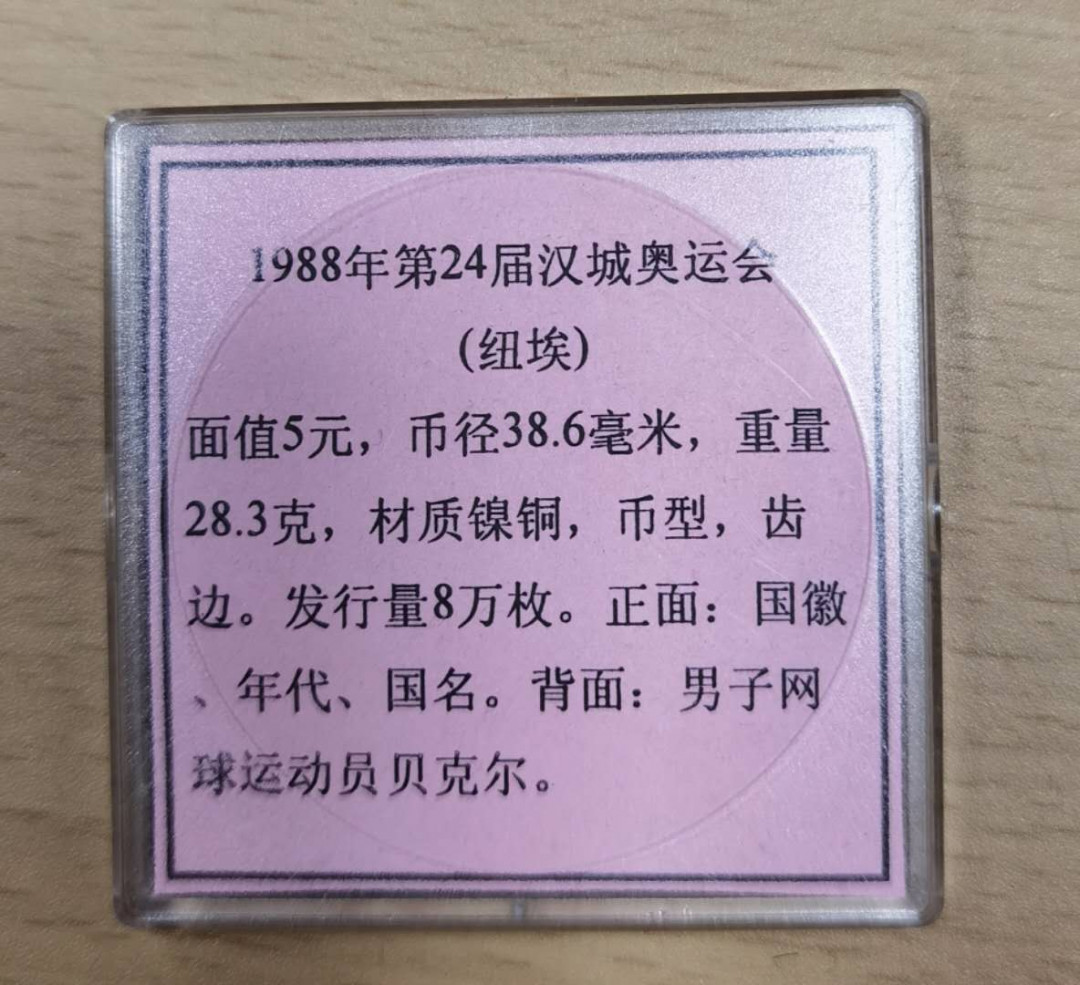 1988年第24届汉城奥运会
(纽埃)
面值5元，币径38.6毫米，重量
28.3克，材质镍铜，币型，齿
边。发行量8万枚。正面：国徽
、年代、国名。背面：男子网
球运动员贝克尔。